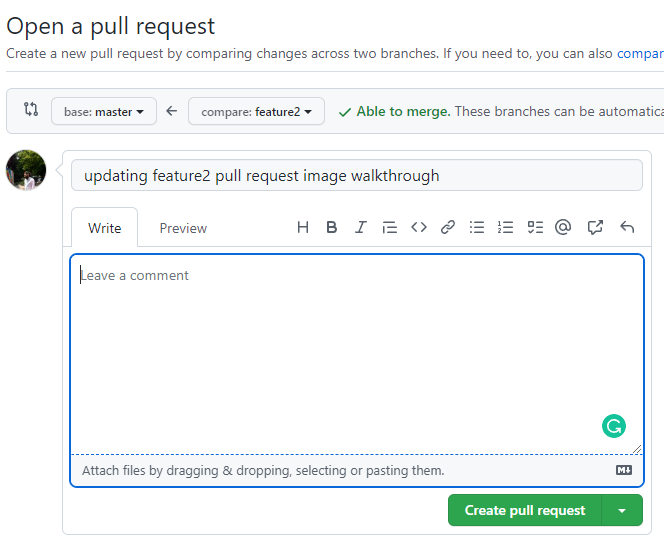 Open a pull request
Create a new pull request by comparing changes across two branches. If you need to, you can also compar
base: master
compare: feature2
Able to merge. These branches can be automatica
updating feature2 pull request image walkthrough
Write
Preview
Leave a comment
Attach files by dragging & dropping, selecting or pasting them.
Create pull request